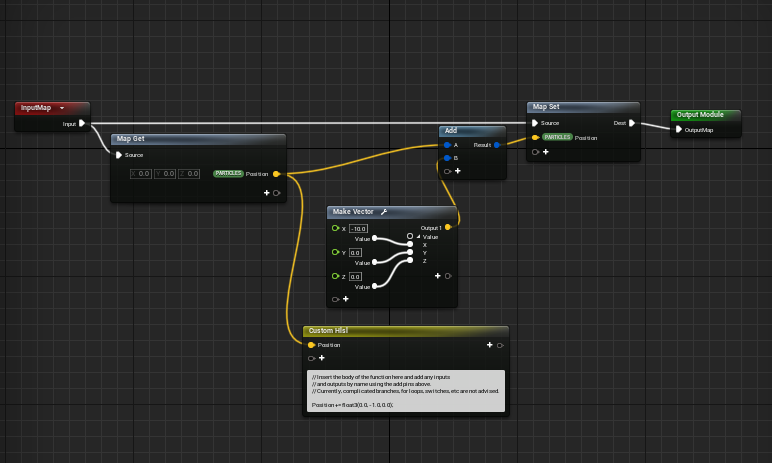 InputMap
Input
Map Get
Source
X 0.0 Y 0.0 Z 0.0 PARTICLES Position
Add
A Result
B
Map Set
Source Dest
PARTICLES Position
Output Module
OutputMap
Make Vector
X -10.0 Output1
Value Value
X
Y 0.0 Y
Value Z
Z 0.0
Value
Custom Hlsl
Position
// Insert the body of the function here and add any inputs
// and outputs by name using the add pins above.
// Currently, complicated branches, for loops, switches, etc are not advised.
Position += float3(0.0, -1.0, 0.0);